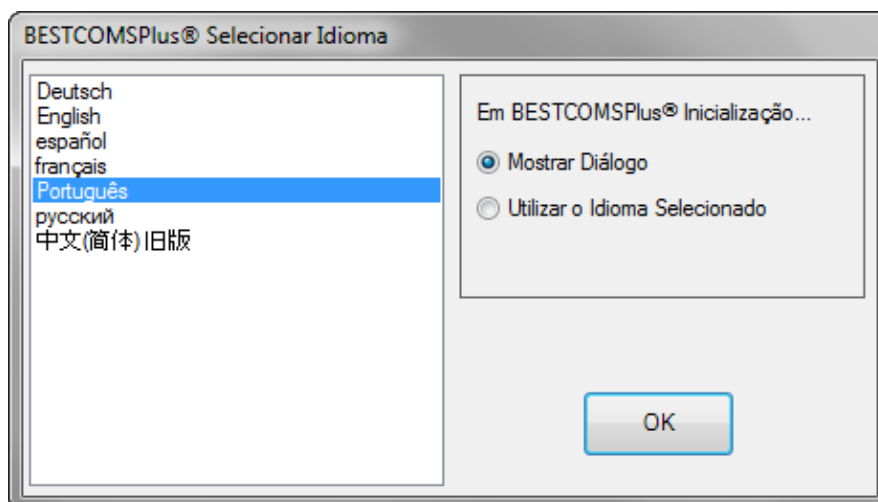 BESTCOMSPlus® Selecionar Idioma
Deutsch
English
español
français
Português
русский
中文(简体) 旧版
Em BESTCOMSPlus® Inicialização...
Mostrar Diálogo
Utilizar o Idioma Selecionado
OK